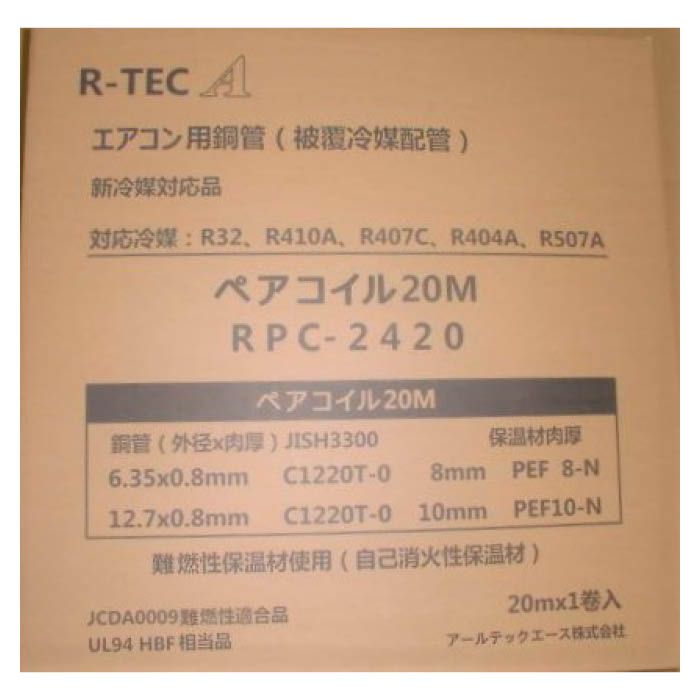 R-TEC A
エアコン用銅管（被覆冷媒配管）
新冷媒対応品
対応冷媒：R32、R410A、R407C、R404A、R507A
ペアコイル20M
RPC-2420
ペアコイル20M
銅管（外径x肉厚）JISH3300 保温材肉厚
6.35x0.8mm C1220T-0 8mm PEF 8-N
12.7x0.8mm C1220T-0 10mm PEF10-N
難燃性保温材使用（自己消火性保温材）
20mx1巻入
JCDA0009難燃性適合品
UL94 HBF相当品
アールテックエース株式会社